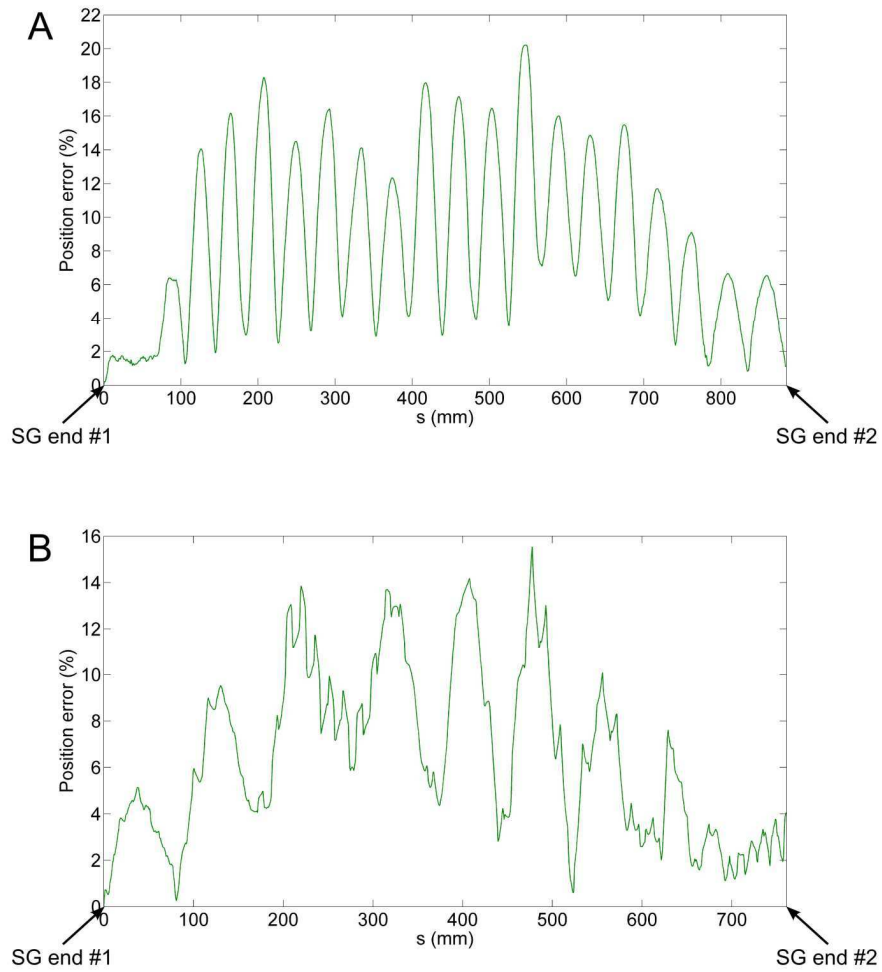 A
22
20
18
16
14
12
10
8
6
4
2
0
Position error (%)
0 100 200 300 400 500 600 700 800
s (mm)
SG end #1
SG end #2
B
16
14
12
10
8
6
4
2
0
Position error (%)
0 100 200 300 400 500 600 700
s (mm)
SG end #1
SG end #2